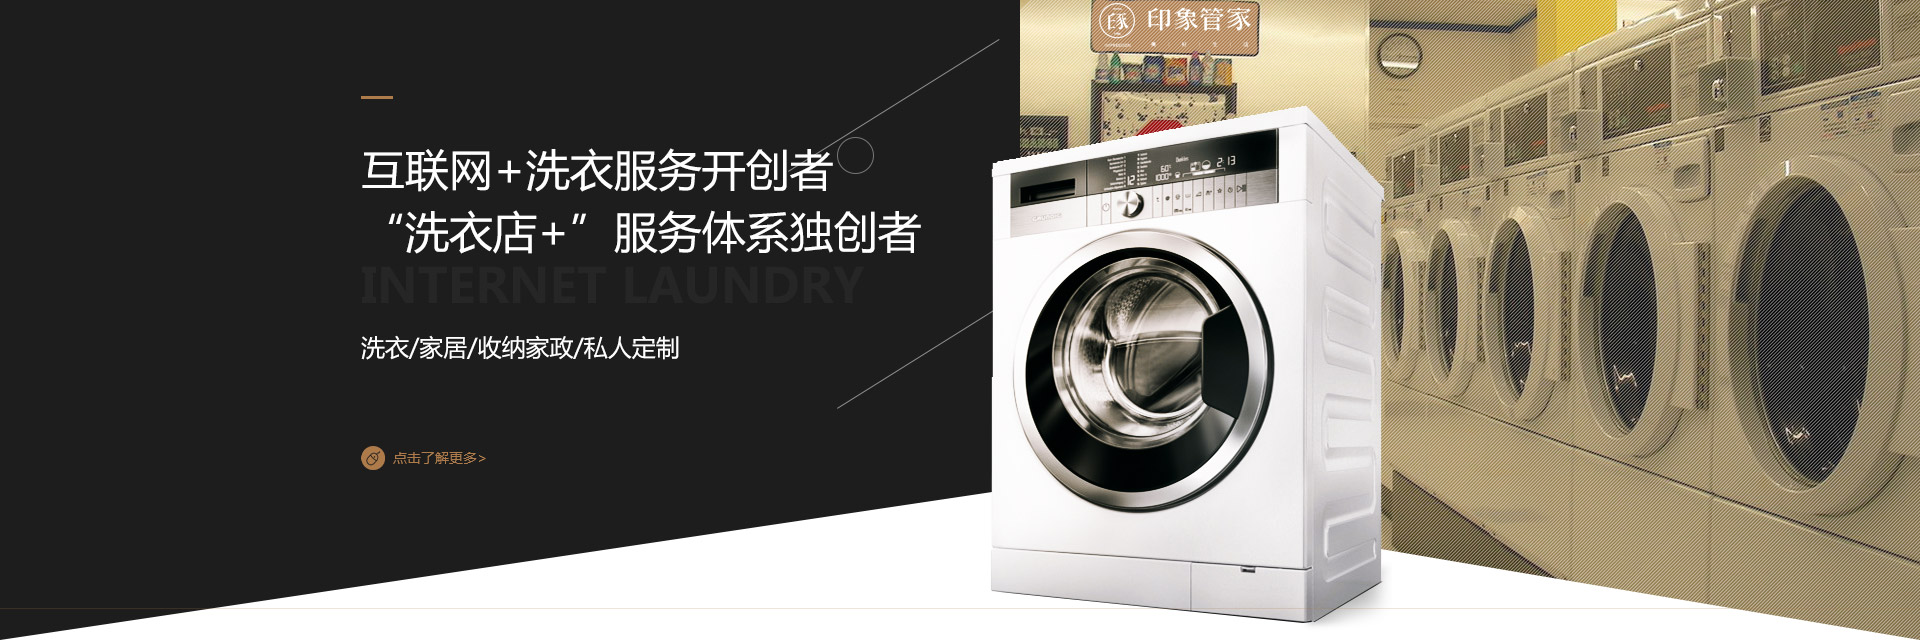 互联网+洗衣服务开创者
“洗衣店+”服务体系独创者
INTERNET LAUNDRY
洗衣/家居/收纳家政/私人定制
点击了解更多>
印象管家
2:13